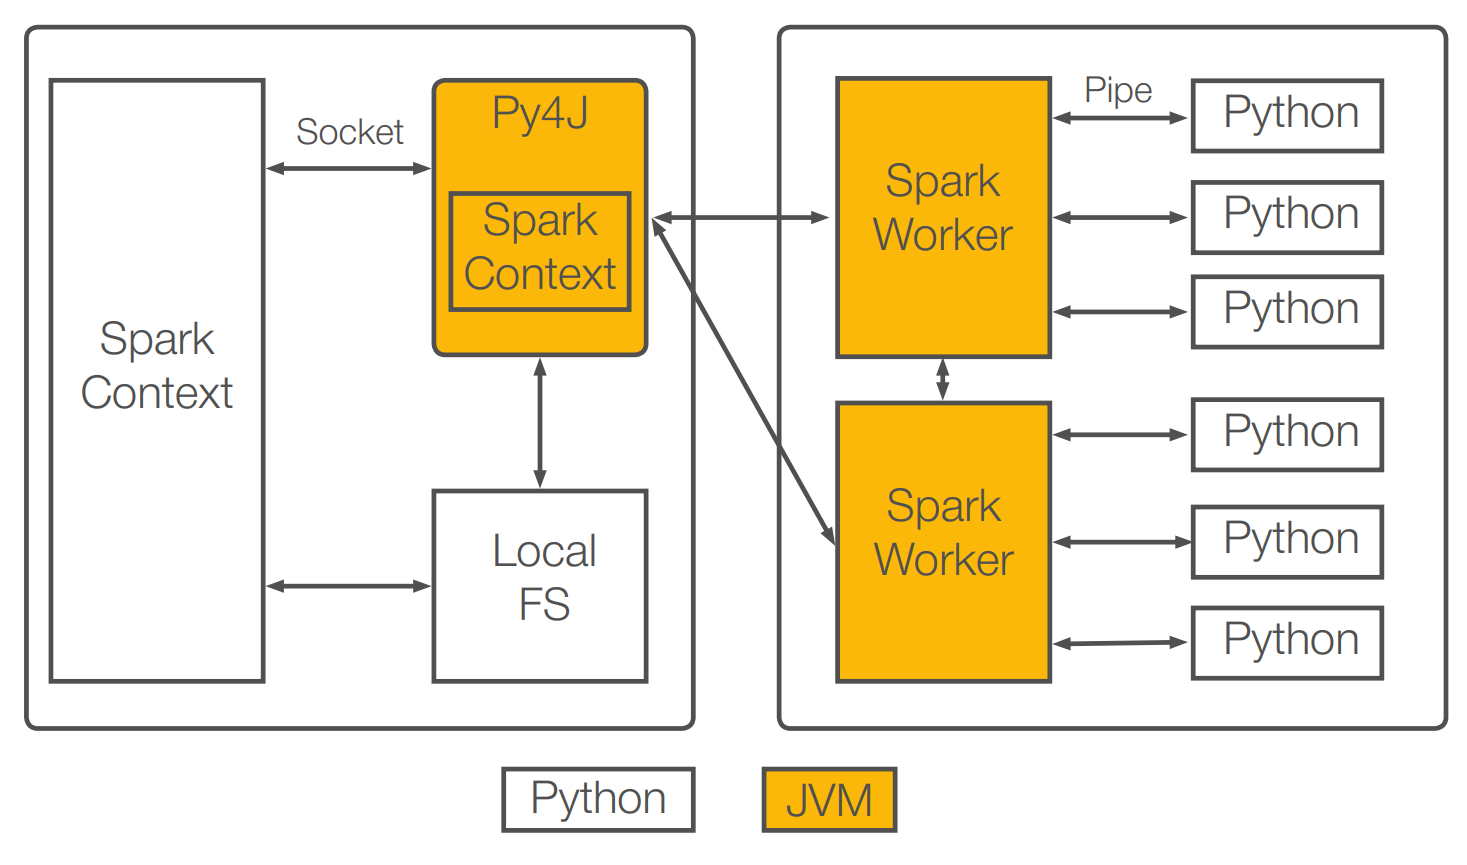 Spark
Context
Socket
Py4J
Spark
Context
Local
FS
Spark
Worker
Pipe
Python
Python
Python
Spark
Worker
Python
Python
Python
Python
JVM